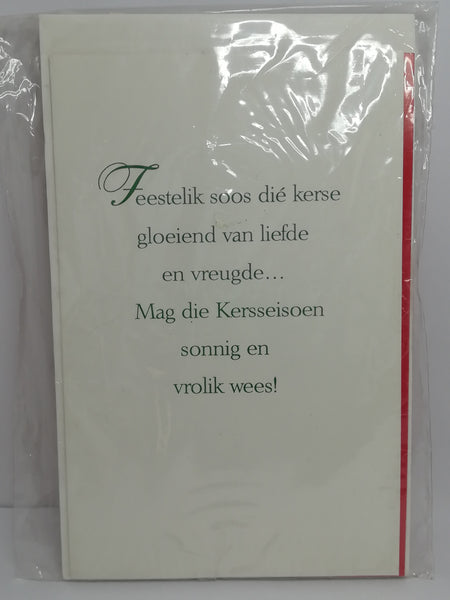 Feestelik soos dié kerse
gloeiend van liefde
en vreugde...
Mag die Kersseisoen
sonnig en
vrolik wees!